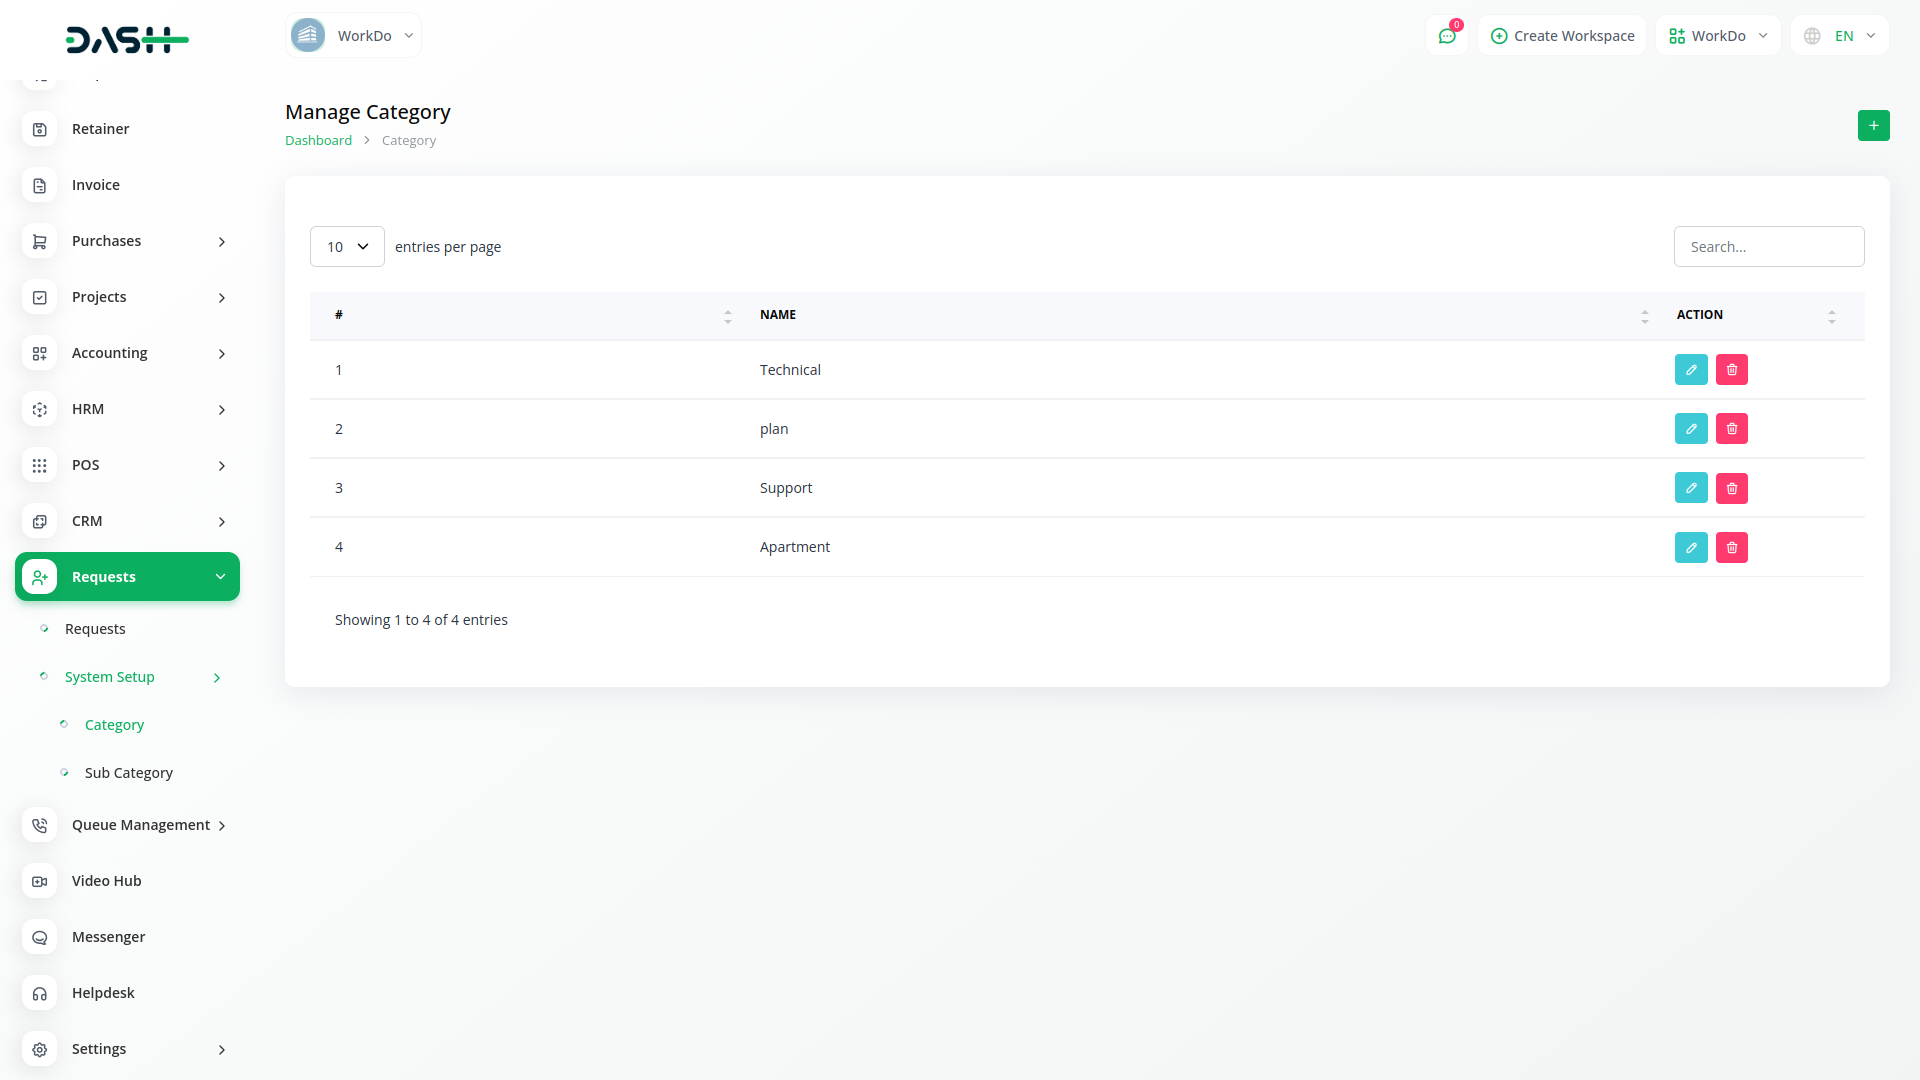 DASH
WorkDo
0
Create Workspace
WorkDo
EN
Retainer
Invoice
Purchases
Projects
Accounting
HRM
POS
CRM
Requests
Requests
System Setup
Category
Sub Category
Queue Management
Video Hub
Messenger
Helpdesk
Settings
Manage Category
Dashboard > Category
+
10 entries per page
Search...
# NAME ACTION
1 Technical
2 plan
3 Support
4 Apartment
Showing 1 to 4 of 4 entries